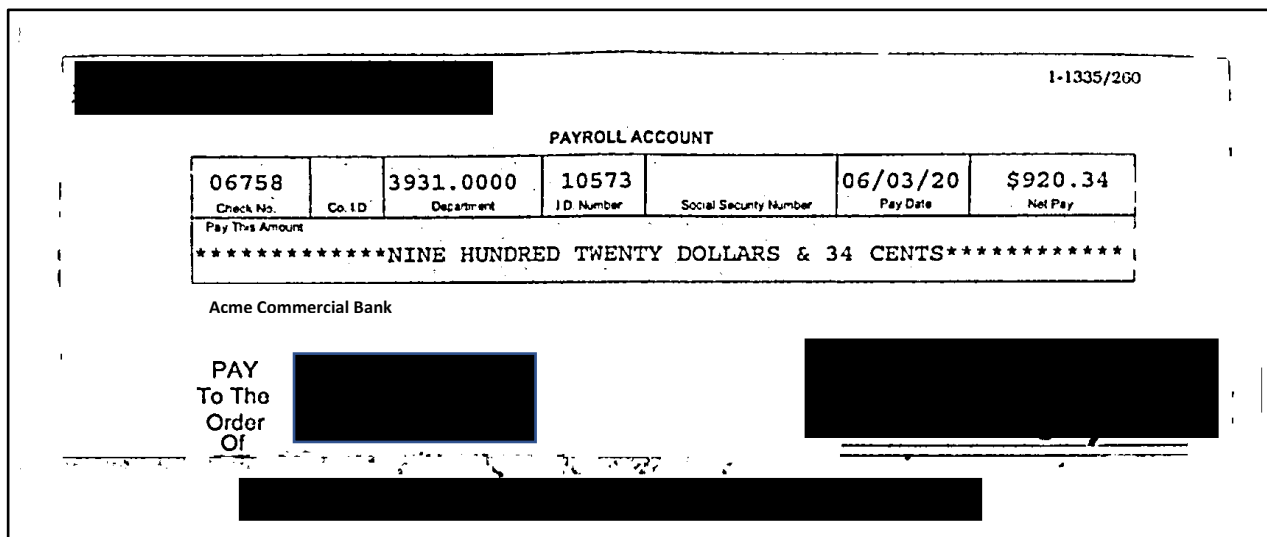 1-1335/260
PAYROLL ACCOUNT
06758 3931.0000 10573 06/03/20 $920.34
Check No. Co. I.D Department I.D. Number Social Security Number Pay Date Net Pay
Pay This Amount
*************NINE HUNDRED TWENTY DOLLARS & 34 CENTS************
Acme Commercial Bank
PAY
To The
Order
Of